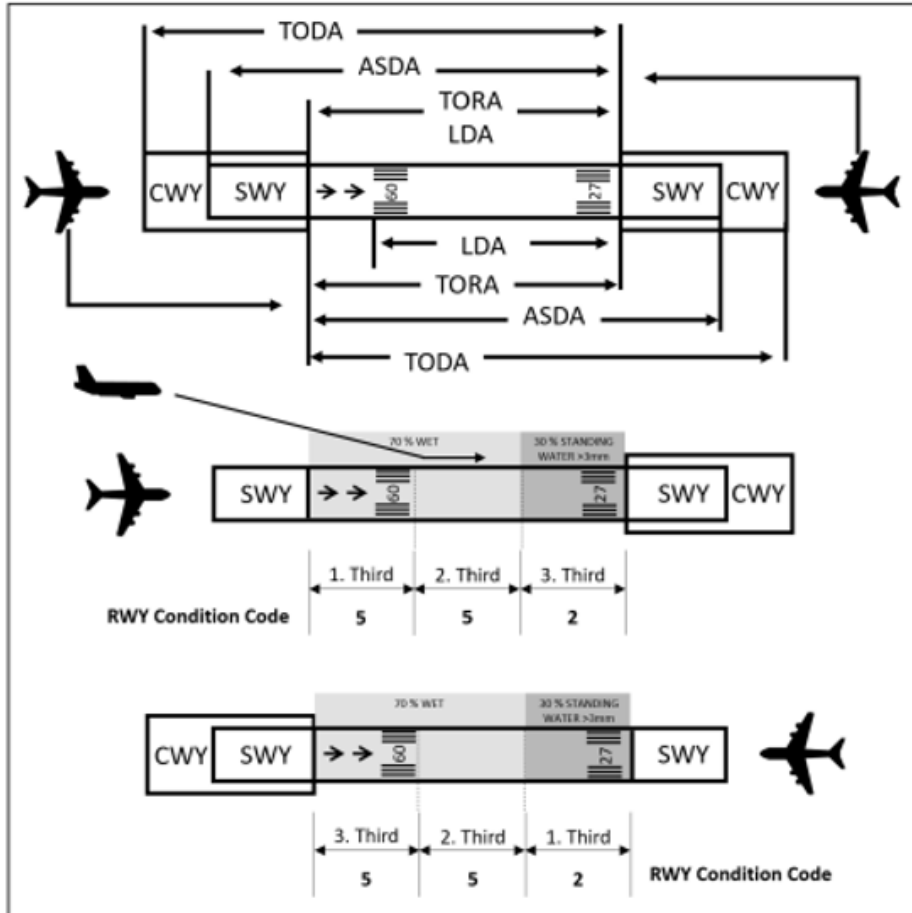 TODA
ASDA
TORA
LDA
CWY
SWY
09
27
SWY
CWY
LDA
TORA
ASDA
TODA
70 % WET
30 % STANDING
WATER >3mm
SWY
09
27
SWY
CWY
1. Third
2. Third
3. Third
RWY Condition Code
5
5
2
70 % WET
30 % STANDING
WATER >3mm
CWY
SWY
09
27
SWY
3. Third
2. Third
1. Third
5
5
2
RWY Condition Code